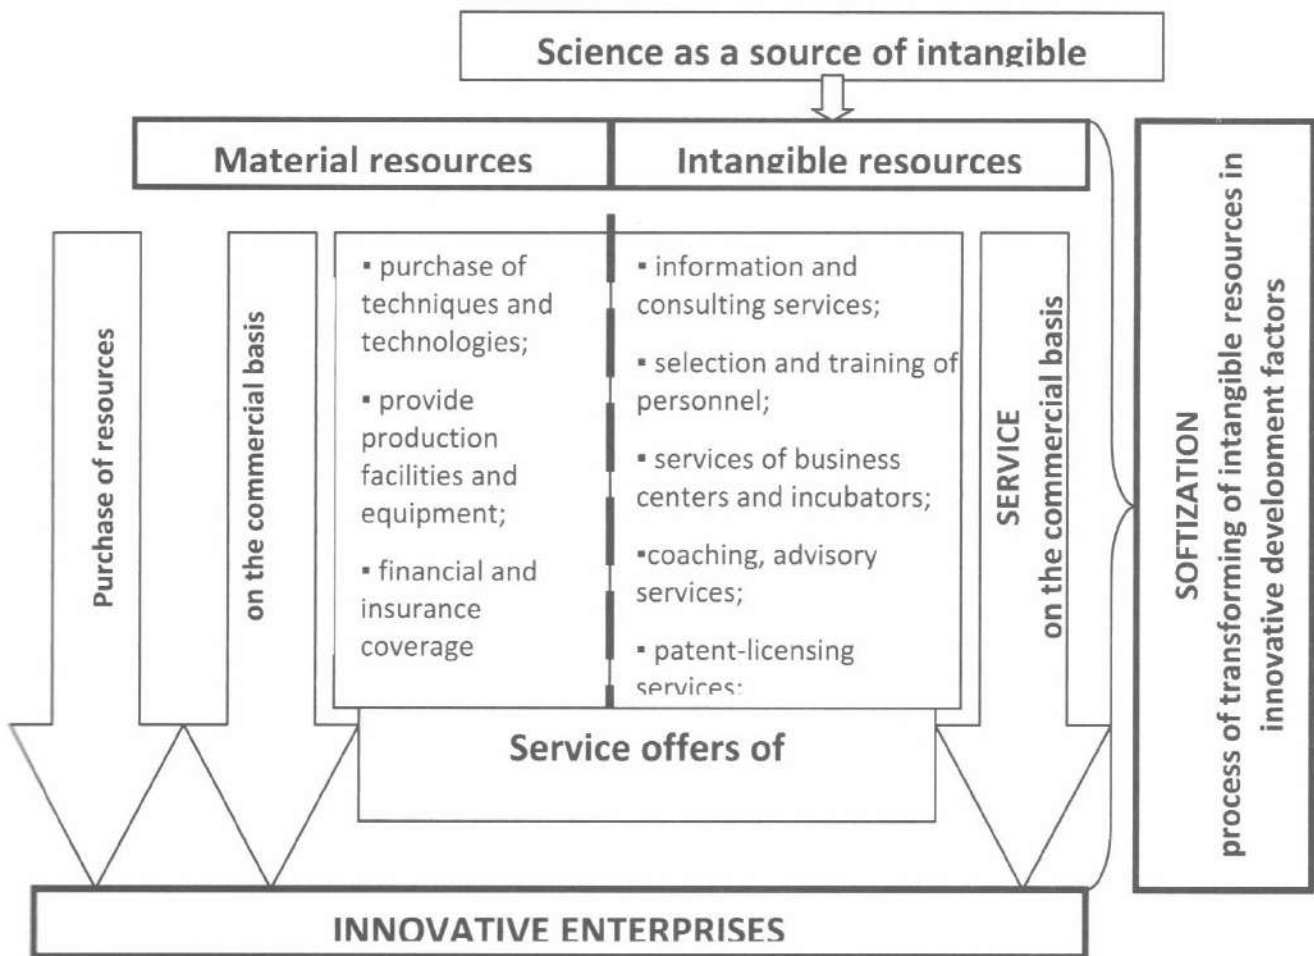 Science as a source of intangible
Material resources
Intangible resources
Purchase of resources
on the commercial basis
▪ purchase of
techniques and
technologies;
▪ provide
production
facilities and
equipment;
▪ financial and
insurance
coverage
▪ information and
consulting services;
▪ selection and training of
personnel;
▪ services of business
centers and incubators;
▪coaching, advisory
services;
▪ patent-licensing
services;
SERVICE
on the commercial basis
SOFTIZATION
process of transforming of intangible resources in
innovative development factors
Service offers of
INNOVATIVE ENTERPRISES